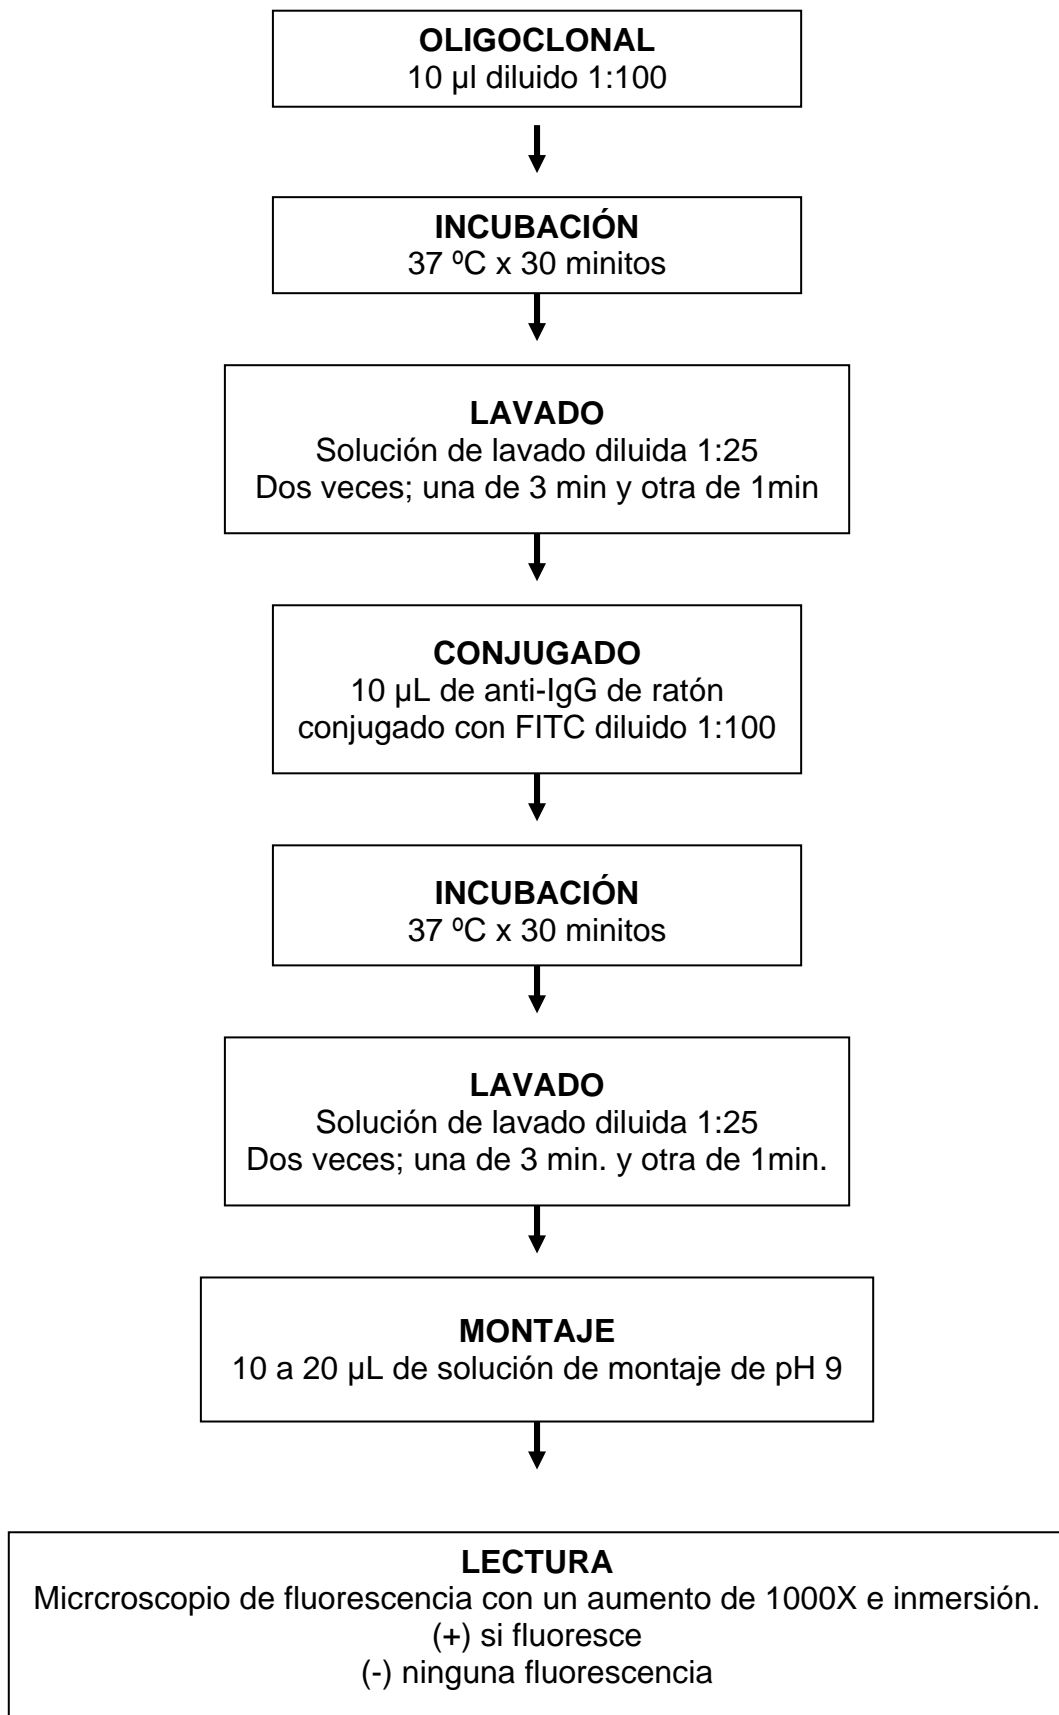 OLIGOCLONAL
10 µl diluido 1:100
INCUBACIÓN
37 ºC x 30 minitos
LAVADO
Solución de lavado diluida 1:25
Dos veces; una de 3 min y otra de 1min
CONJUGADO
10 µL de anti-IgG de ratón
conjugado con FITC diluido 1:100
INCUBACIÓN
37 ºC x 30 minitos
LAVADO
Solución de lavado diluida 1:25
Dos veces; una de 3 min. y otra de 1min.
MONTAJE
10 a 20 µL de solución de montaje de pH 9
LECTURA
Micrcroscopio de fluorescencia con un aumento de 1000X e inmersión.
(+) si fluoresce
(-) ninguna fluorescencia